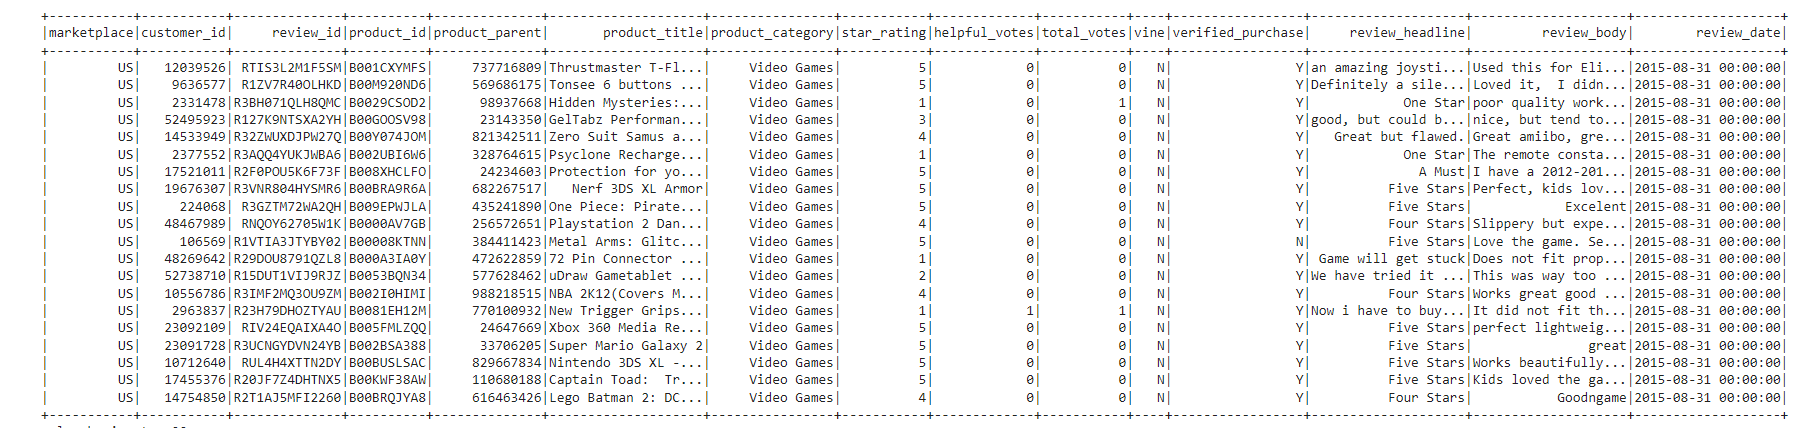 +-----------+-----------+--------------+----------+--------------+--------------------+----------------+-----------+-------------+-----------+----+-----------------+--------------------+--------------------+-------------------+
|marketplace|customer_id|     review_id|product_id|product_parent|       product_title|product_category|star_rating|helpful_votes|total_votes|vine|verified_purchase|     review_headline|         review_body|        review_date|
+-----------+-----------+--------------+----------+--------------+--------------------+----------------+-----------+-------------+-----------+----+-----------------+--------------------+--------------------+-------------------+
|         US|   12039526| RTIS3L2M1F5SM|B001CXYMFS|     737716809|Thrustmaster T-Fl...|     Video Games|          5|            0|          0|   N|                Y|an amazing joysti...|Used this for Eli...|2015-08-31 00:00:00|
|         US|    9636577| R1ZV7R40OLHKD|B00M920ND6|     569686175|Tonsee 6 buttons ...|     Video Games|          5|            0|          0|   N|                Y|Definitely a sile...|Loved it,  I didn...|2015-08-31 00:00:00|
|         US|    2331478|R3BH071QLH8QMC|B0029CSOD2|      98937668|Hidden Mysteries:...|     Video Games|          1|            0|          1|   N|                Y|            One Star|poor quality work...|2015-08-31 00:00:00|
|         US|   52495923|R127K9NTSXA2YH|B00GOOSV98|      23143350|GelTabz Performan...|     Video Games|          3|            0|          0|   N|                Y|good, but could b...|nice, but tend to...|2015-08-31 00:00:00|
|         US|   14533949|R32ZWUXDJPW27Q|B00Y074JOM|     821342511|Zero Suit Samus a...|     Video Games|          4|            0|          0|   N|                Y|   Great but flawed.|Great amiibo, gre...|2015-08-31 00:00:00|
|         US|    2377552|R3AQQ4YUKJWBA6|B002UBI6W6|     328764615|Psyclone Recharge...|     Video Games|          1|            0|          0|   N|                Y|            One Star|The remote consta...|2015-08-31 00:00:00|
|         US|   17521011|R2F0POU5K6F73F|B008XHCLFO|      24234603|Protection for yo...|     Video Games|          5|            0|          0|   N|                Y|              A Must|I have a 2012-201...|2015-08-31 00:00:00|
|         US|   19676307|R3VNR804HYSMR6|B00BRA9R6A|     682267517|   Nerf 3DS XL Armor|     Video Games|          5|            0|          0|   N|                Y|          Five Stars|Perfect, kids lov...|2015-08-31 00:00:00|
|         US|     224068| R3GZTM72WA2QH|B009EPWJLA|     435241890|One Piece: Pirate...|     Video Games|          5|            0|          0|   N|                Y|          Five Stars|            Excelent|2015-08-31 00:00:00|
|         US|   48467989| RNQOY62705W1K|B0000AV7GB|     256572651|Playstation 2 Dan...|     Video Games|          4|            0|          0|   N|                Y|          Four Stars|Slippery but expe...|2015-08-31 00:00:00|
|         US|     106569|R1VTIA3JTYBY02|B00008KTNN|     384411423|Metal Arms: Glitc...|     Video Games|          5|            0|          0|   N|                N|          Five Stars|Love the game. Se...|2015-08-31 00:00:00|
|         US|   48269642|R29DOU8791QZL8|B000A3IA0Y|     472622859|72 Pin Connector ...|     Video Games|          1|            0|          0|   N|                Y| Game will get stuck|Does not fit prop...|2015-08-31 00:00:00|
|         US|   52738710|R15DUT1VIJ9RJZ|B0053BQN34|     577628462|uDraw Gametablet ...|     Video Games|          2|            0|          0|   N|                Y|We have tried it ...|This was way too ...|2015-08-31 00:00:00|
|         US|   10556786|R3IMF2MQ3OU9ZM|B002I0HIMI|     988218515|NBA 2K12(Covers M...|     Video Games|          4|            0|          0|   N|                Y|          Four Stars|Works great good ...|2015-08-31 00:00:00|
|         US|    2963837|R23H79DHOZTYAU|B0081EH12M|     770100932|New Trigger Grips...|     Video Games|          1|            1|          1|   N|                Y|Now i have to buy...|It did not fit th...|2015-08-31 00:00:00|
|         US|   23092109| RIV24EQAIXA4O|B005FMLZQQ|      24647669|Xbox 360 Media Re...|     Video Games|          5|            0|          0|   N|                Y|          Five Stars|perfect lightweig...|2015-08-31 00:00:00|
|         US|   23091728|R3UCNGYDVN24YB|B002BSA388|      33706205|Super Mario Galaxy 2|     Video Games|          5|            0|          0|   N|                Y|          Five Stars|               great|2015-08-31 00:00:00|
|         US|   10712640| RUL4H4XTTN2DY|B00BUSLSAC|     829667834|Nintendo 3DS XL -...|     Video Games|          5|            0|          0|   N|                Y|          Five Stars|Works beautifully...|2015-08-31 00:00:00|
|         US|   17455376|R20JF7Z4DHTNX5|B00KWF38AW|     110680188|Captain Toad:  Tr...|     Video Games|          5|            0|          0|   N|                Y|          Five Stars|Kids loved the ga...|2015-08-31 00:00:00|
|         US|   14754850|R2T1AJ5MFI2260|B00BRQJYA8|     616463426|Lego Batman 2: DC...|     Video Games|          4|            0|          0|   N|                Y|          Four Stars|           Goodngame|2015-08-31 00:00:00|
+-----------+-----------+--------------+----------+--------------+--------------------+----------------+-----------+-------------+-----------+----+-----------------+--------------------+--------------------+-------------------+